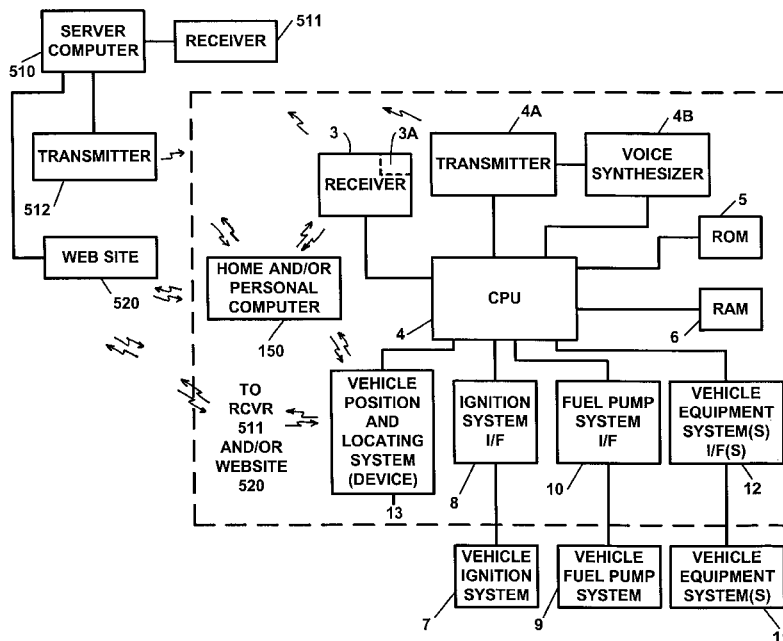 SERVER
COMPUTER
510
RECEIVER
511
TRANSMITTER
512
WEB SITE
520
3
3A
RECEIVER
4A
TRANSMITTER
4B
VOICE
SYNTHESIZER
5
ROM
HOME AND/OR
PERSONAL
COMPUTER
150
CPU
4
RAM
6
TO
RCVR
511
AND/OR
WEBSITE
520
VEHICLE
POSITION
AND
LOCATING
SYSTEM
(DEVICE)
13
IGNITION
SYSTEM
I/F
8
FUEL PUMP
SYSTEM
I/F
10
VEHICLE
EQUIPMENT
SYSTEM(S)
I/F(S)
12
VEHICLE
IGNITION
SYSTEM
7
VEHICLE
FUEL PUMP
SYSTEM
9
VEHICLE
EQUIPMENT
SYSTEM(S)